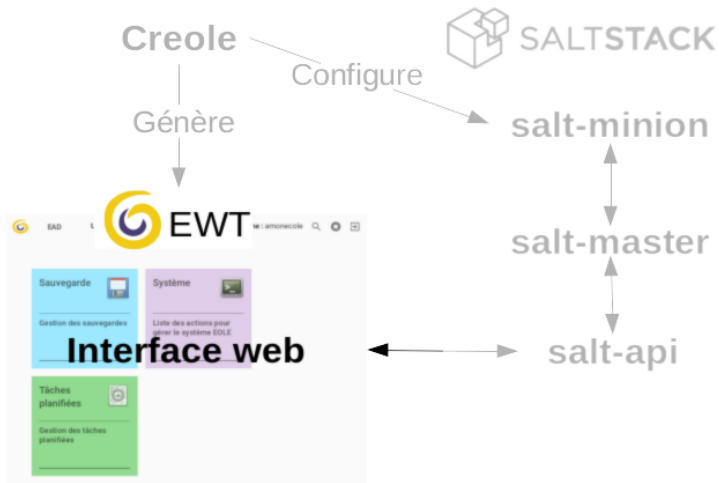 Creole
SALTSTACK
Configure
Génère
salt-minion
EWT
EAD
: amonecole
salt-master
Sauvegarde
Système
Gestion des sauvegardes
Liste des actions pour
gérer le système EOLE
Interface web
salt-api
Tâches
planifiées
Gestion des tâches
planifiées